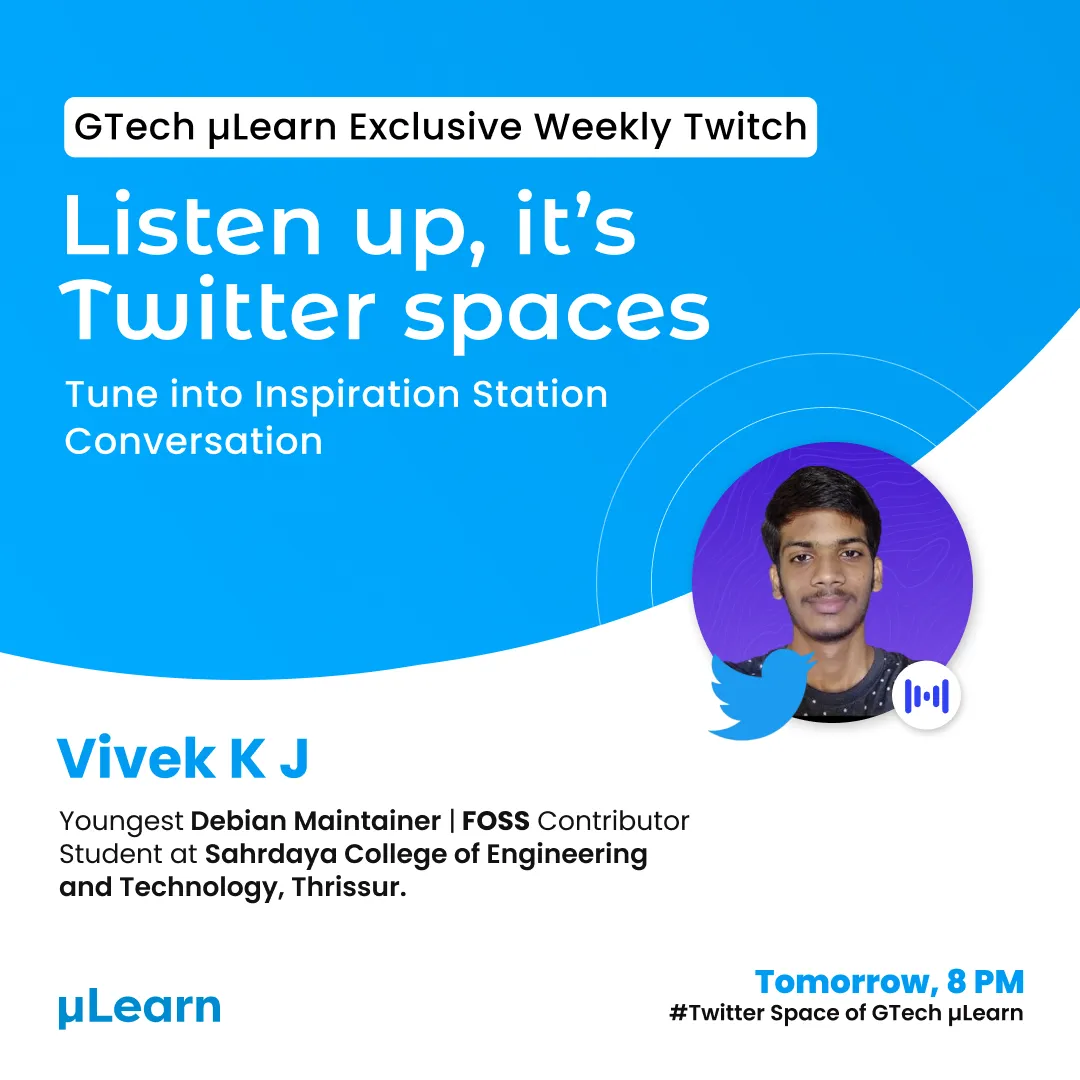 GTech µLearn Exclusive Weekly Twitch
Listen up, it’s
Twitter spaces
Tune into Inspiration Station
Conversation
Vivek K J
Youngest Debian Maintainer | FOSS Contributor
Student at Sahrdaya College of Engineering
and Technology, Thrissur.
µLearn
Tomorrow, 8 PM
#Twitter Space of GTech µLearn